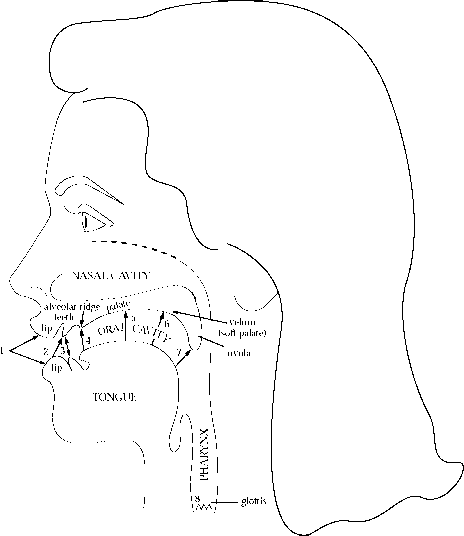 NASAL CAVITY
alveolar ridge
palate
teeth
lip
ORAL CAVITY
5
6
velum
(soft palate)
1
2
3
4
7
uvula
lip
TONGUE
PHARYNX
8
glottis